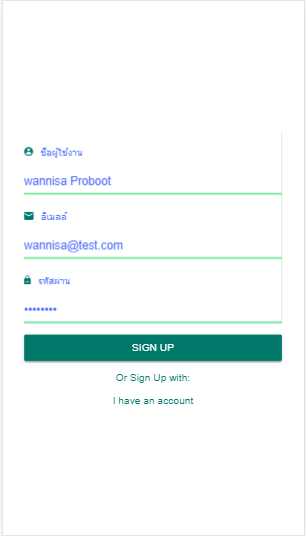 ชื่อผู้ใช้งาน
wannisa Proboot
อีเมลล์
wannisa@test.com
รหัสผ่าน
••••••••
SIGN UP
Or Sign Up with:
I have an account